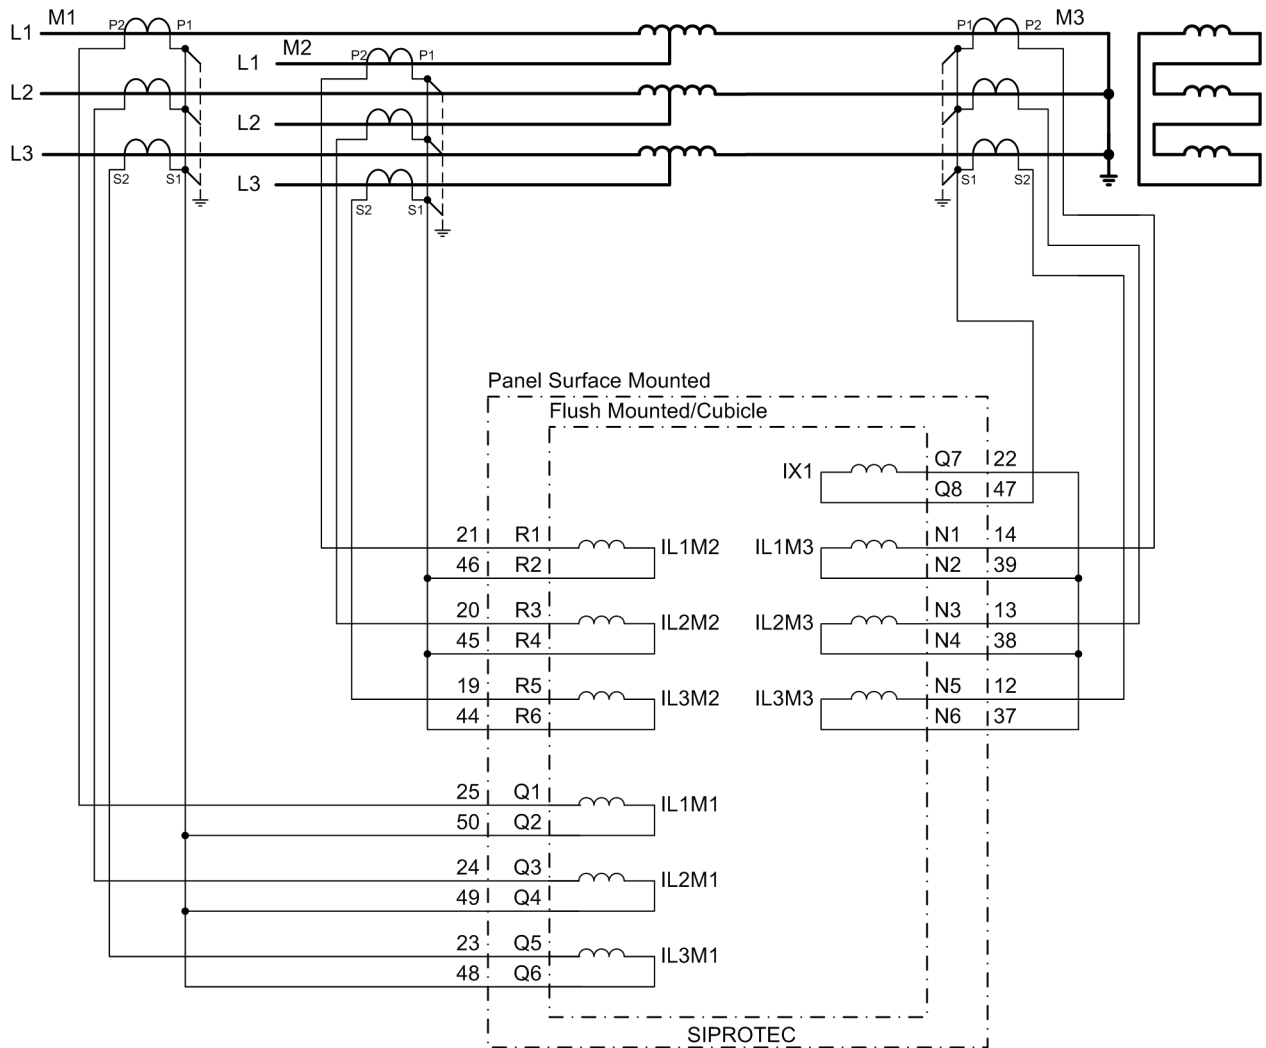 M1 P2 P1 P1 P2 M3
L1
M2 P2 P1
L1
L2
L2
L3
S2 S1 L3 S1 S2
S2 S1
Panel Surface Mounted
Flush Mounted/Cubicle
IX1 Q7 22
Q8 47
21 R1 IL1M2 IL1M3 N1 14
46 R2 N2 39
20 R3 IL2M2 IL2M3 N3 13
45 R4 N4 38
19 R5 IL3M2 IL3M3 N5 12
44 R6 N6 37
25 Q1 IL1M1
50 Q2
24 Q3 IL2M1
49 Q4
23 Q5 IL3M1
48 Q6
SIPROTEC